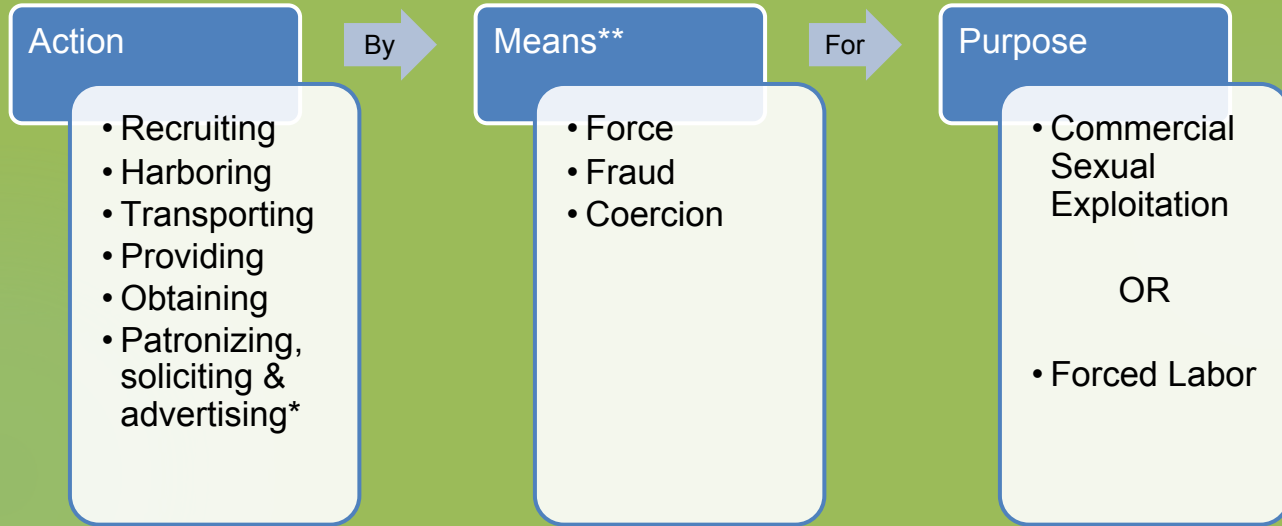 Action
By
Means**
For
Purpose
• Recruiting
• Harboring
• Transporting
• Providing
• Obtaining
• Patronizing,
soliciting &
advertising*
• Force
• Fraud
• Coercion
• Commercial
Sexual
Exploitation
OR
• Forced Labor